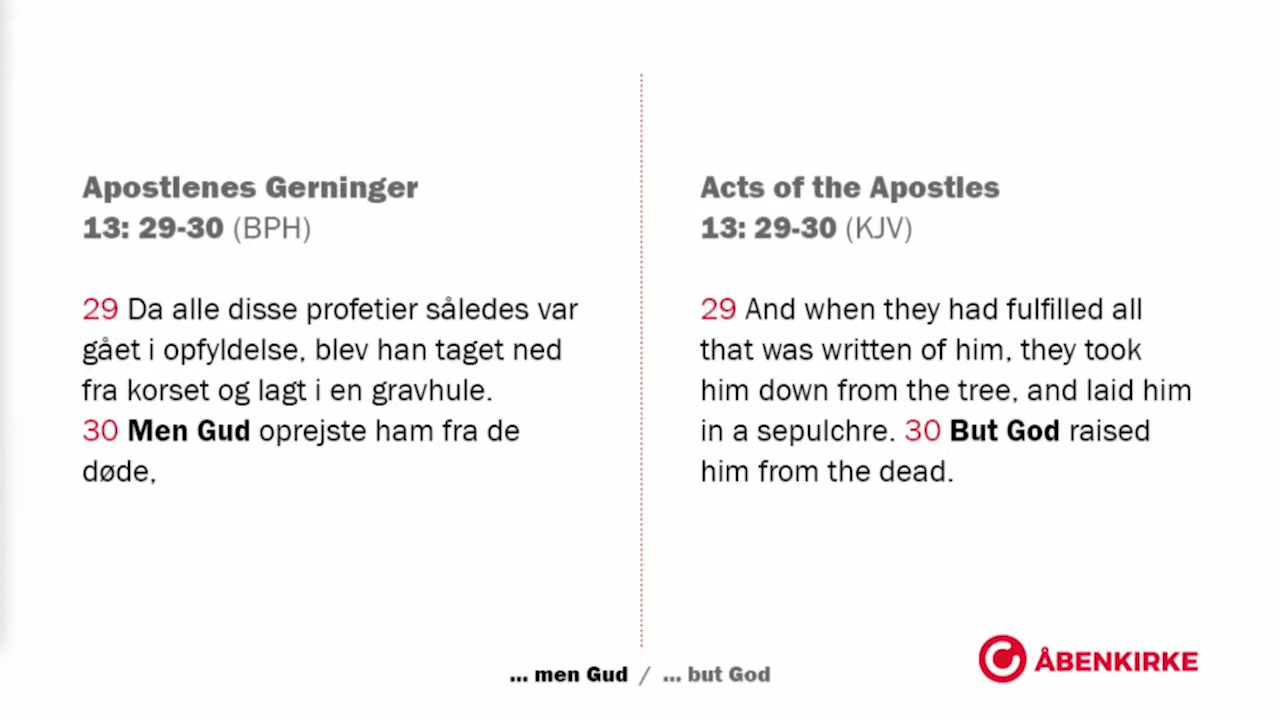 Apostlenes Gerninger
13: 29-30 (BPH)
29 Da alle disse profetier således var
gået i opfyldelse, blev han taget ned
fra korset og lagt i en gravhule.
30 Men Gud oprejste ham fra de
døde,
Acts of the Apostles
13: 29-30 (KJV)
29 And when they had fulfilled all
that was written of him, they took
him down from the tree, and laid him
in a sepulchre. 30 But God raised
him from the dead.
... men Gud / ... but God
ÅBENKIRKE